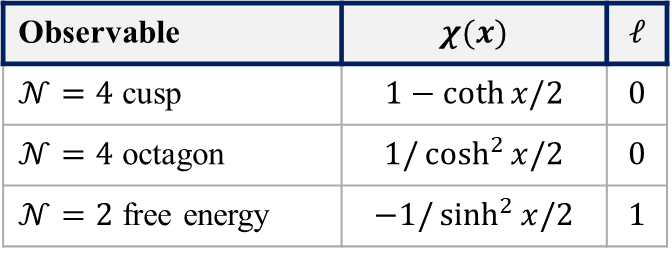 Observable χ(x) ℓ
𝒩 = 4 cusp 1 − coth x/2 0
𝒩 = 4 octagon 1/ cosh² x/2 0
𝒩 = 2 free energy −1/ sinh² x/2 1